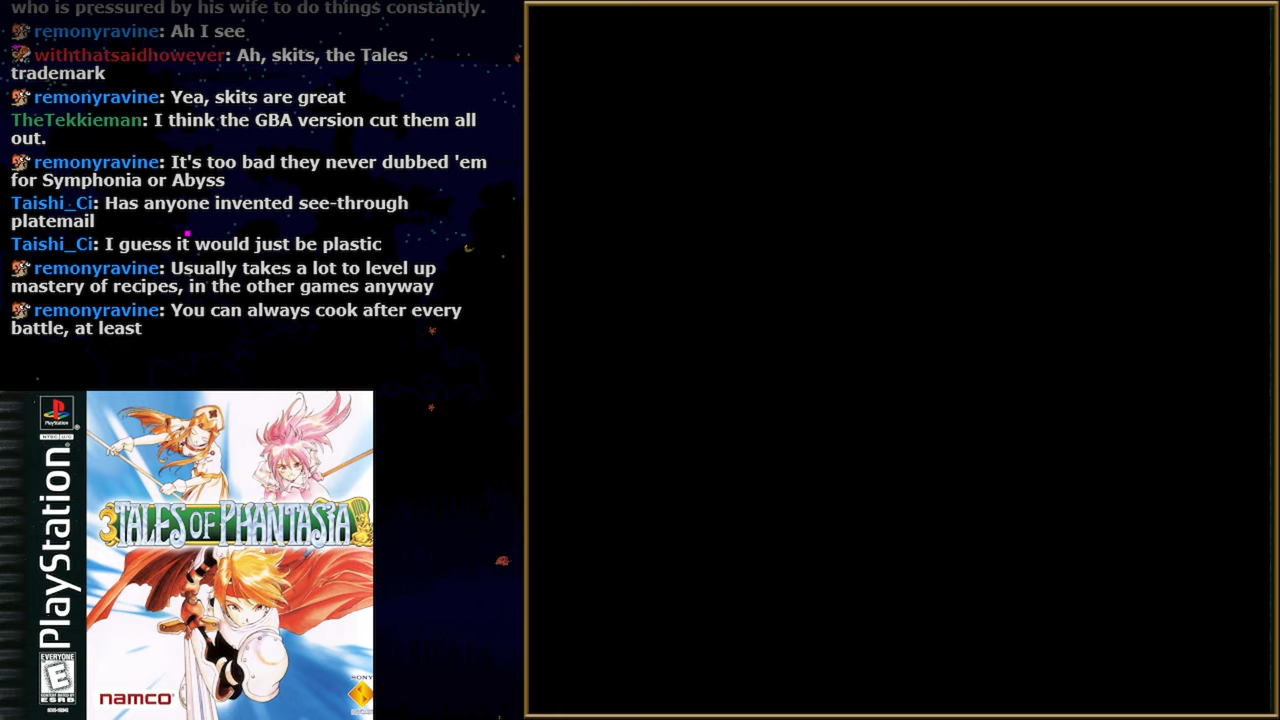 who is pressured by his wife to do things constantly.
remonyravine: Ah I see
withthatsaidhowever: Ah, skits, the Tales
trademark
remonyravine: Yea, skits are great
TheTekkieman: I think the GBA version cut them all
out.
remonyravine: It's too bad they never dubbed 'em
for Symphonia or Abyss
Taishi_Ci: Has anyone invented see-through
platemail
Taishi_Ci: I guess it would just be plastic
remonyravine: Usually takes a lot to level up
mastery of recipes, in the other games anyway
remonyravine: You can always cook after every
battle, at least
PlayStation
NTSC U/C
PlayStation
TALES OF PHANTASIA
EVERYONE
E
ESRB
namco
SONY